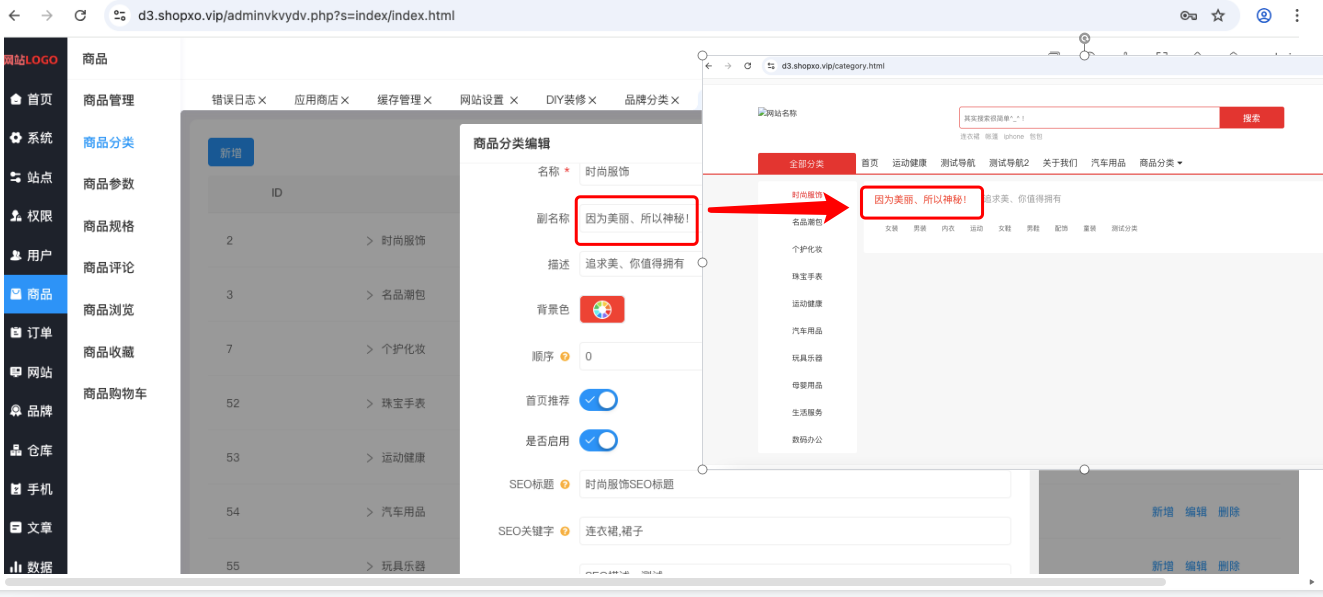 d3.shopxo.vip/adminvkvydv.php?s=index/index.html
网站LOGO
首页
系统
站点
权限
用户
商品
订单
网站
品牌
仓库
手机
文章
数据
商品
商品管理
商品分类
商品参数
商品规格
商品评论
商品浏览
商品收藏
商品购物车
错误日志 应用商店 缓存管理 网站设置 DIY装修 品牌分类
新增
ID
2 时尚服饰
3 名品潮包
7 个护化妆
52 珠宝手表
53 运动健康
54 汽车用品
55 玩具乐器
商品分类编辑
名称 * 时尚服饰
副名称 因为美丽、所以神秘!
描述 追求美、你值得拥有
背景色
顺序 0
首页推荐
是否启用
SEO标题 时尚服饰SEO标题
SEO关键字 连衣裙,裙子
新增 编辑 删除
新增 编辑 删除
d3.shopxo.vip/category.html
网站名称
其实搜索很简单^_^ !
搜索
连衣裙 帐篷 iphone 包包
全部分类 首页 运动健康 测试导航 测试导航2 关于我们 汽车用品 商品分类
时尚服饰
名品潮包
个护化妆
珠宝手表
运动健康
汽车用品
玩具乐器
母婴用品
生活服务
数码办公
因为美丽、所以神秘! 追求美、你值得拥有
女装 男装 内衣 运动 女鞋 男鞋 配饰 童装 测试分类